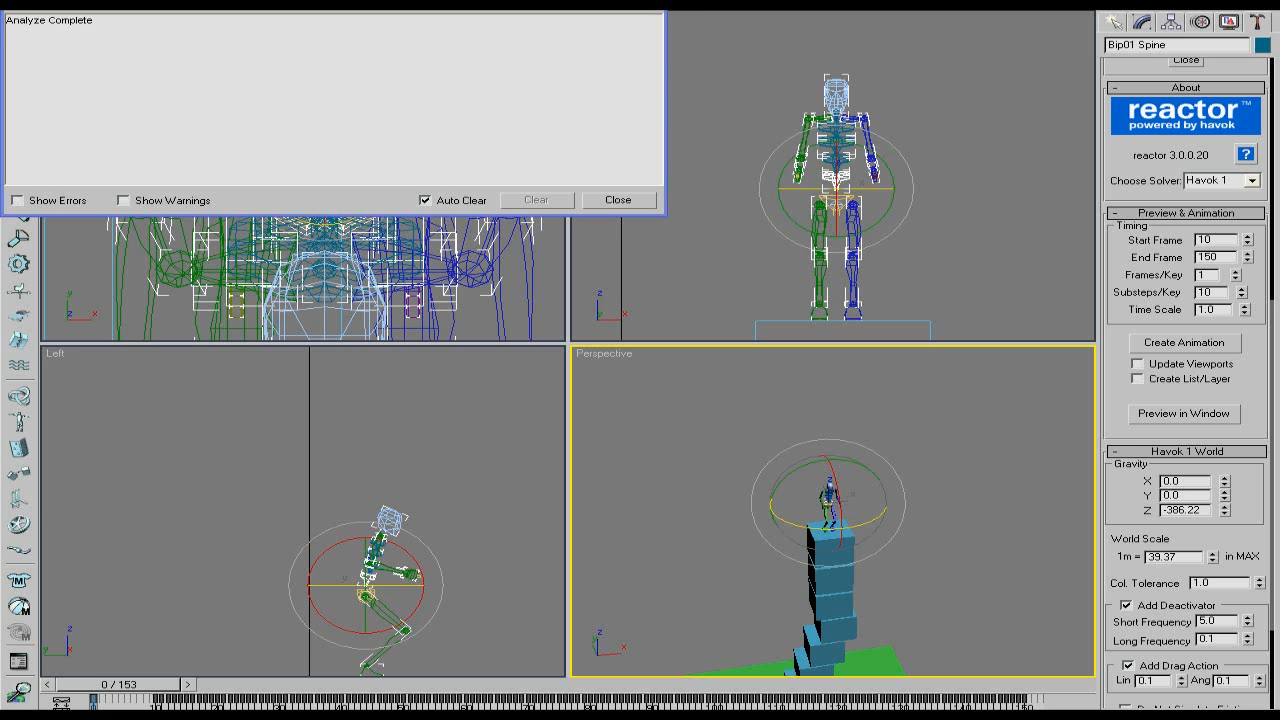 Analyze Complete
Show Errors
Show Warnings
Auto Clear
Clear
Close
Left
Perspective
0 / 153
Bip01 Spine
Close
About
reactor™
powered by havok
reactor 3.0.0.20
?
Choose Solver: Havok 1
Preview & Animation
Timing
Start Frame 10
End Frame 150
Frames/Key 1
Substeps/Key 10
Time Scale 1.0
Create Animation
Update Viewports
Create List/Layer
Preview in Window
Havok 1 World
Gravity
X 0.0
Y 0.0
Z -386.22
World Scale
1m = 39.37 in MAX
Col. Tolerance 1.0
Add Deactivator
Short Frequency 5.0
Long Frequency 0.1
Add Drag Action
Lin 0.1 Ang 0.1